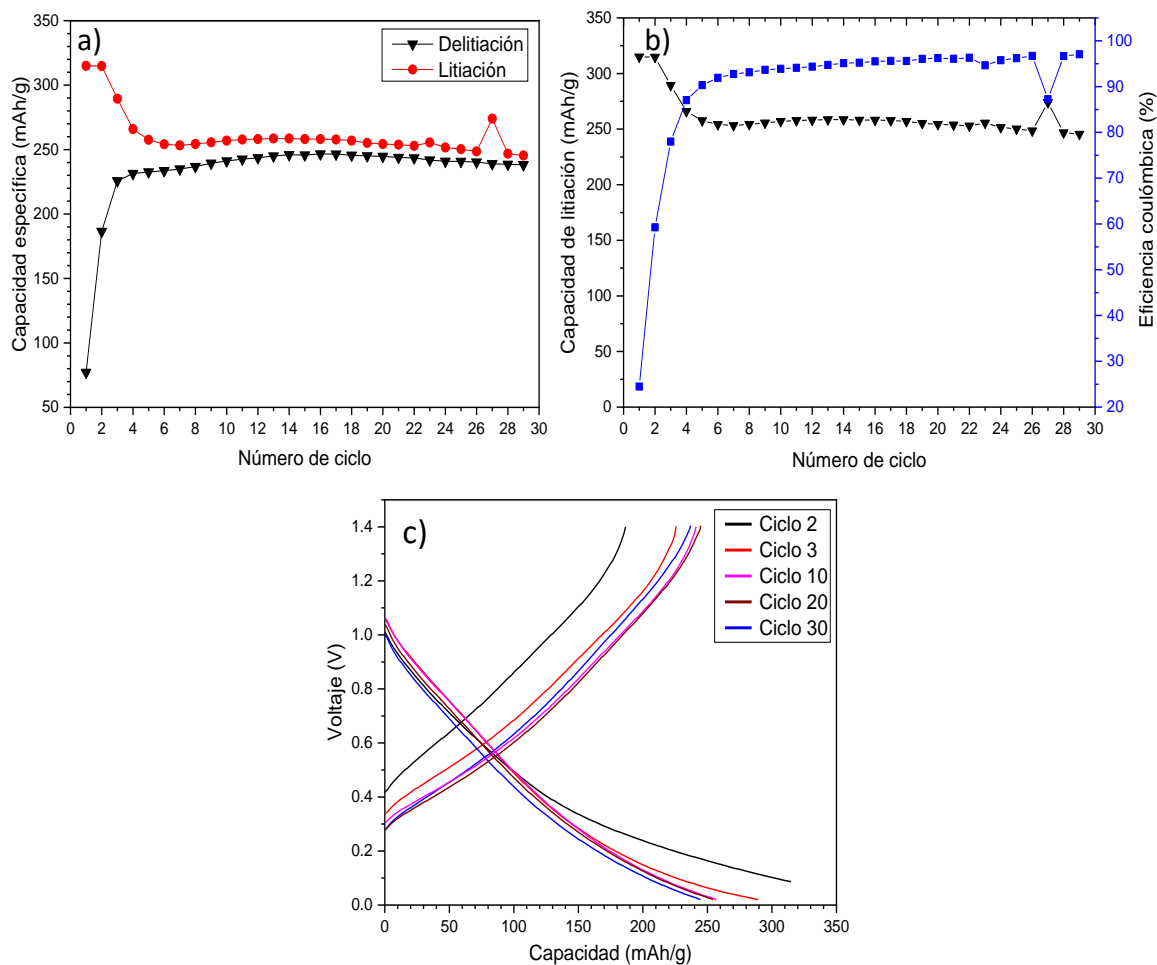 a)
Delitiación
Litiación
Capacidad específica (mAh/g)
350
300
250
200
150
100
50
0 2 4 6 8 10 12 14 16 18 20 22 24 26 28 30
Número de ciclo
b)
Capacidad de litiación (mAh/g)
350
300
250
200
150
100
50
0
0 2 4 6 8 10 12 14 16 18 20 22 24 26 28 30
Número de ciclo
100
90
80
70
60
50
40
30
20
Eficiencia coulómbica (%)
c)
Ciclo 2
Ciclo 3
Ciclo 10
Ciclo 20
Ciclo 30
Voltaje (V)
1.4
1.2
1.0
0.8
0.6
0.4
0.2
0.0
0 50 100 150 200 250 300 350
Capacidad (mAh/g)